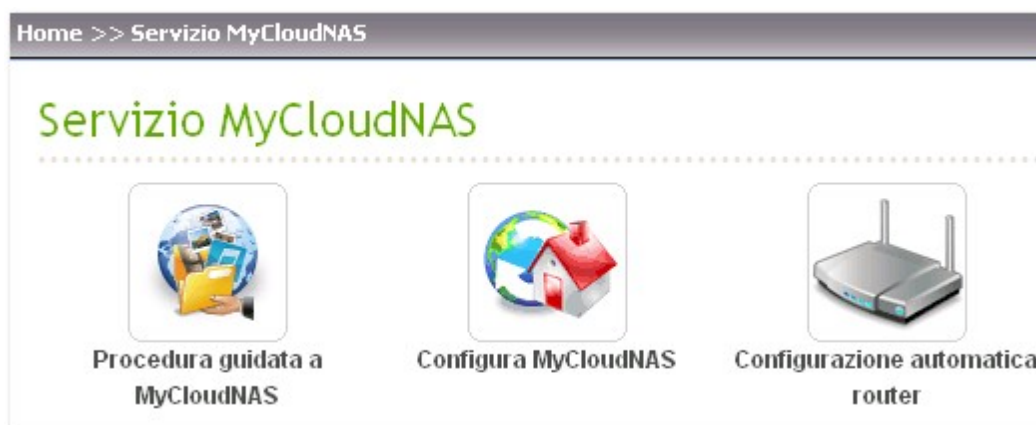 Home >> Servizio MyCloudNAS
Servizio MyCloudNAS
Procedura guidata a
MyCloudNAS
Configura MyCloudNAS
Configurazione automatica
router